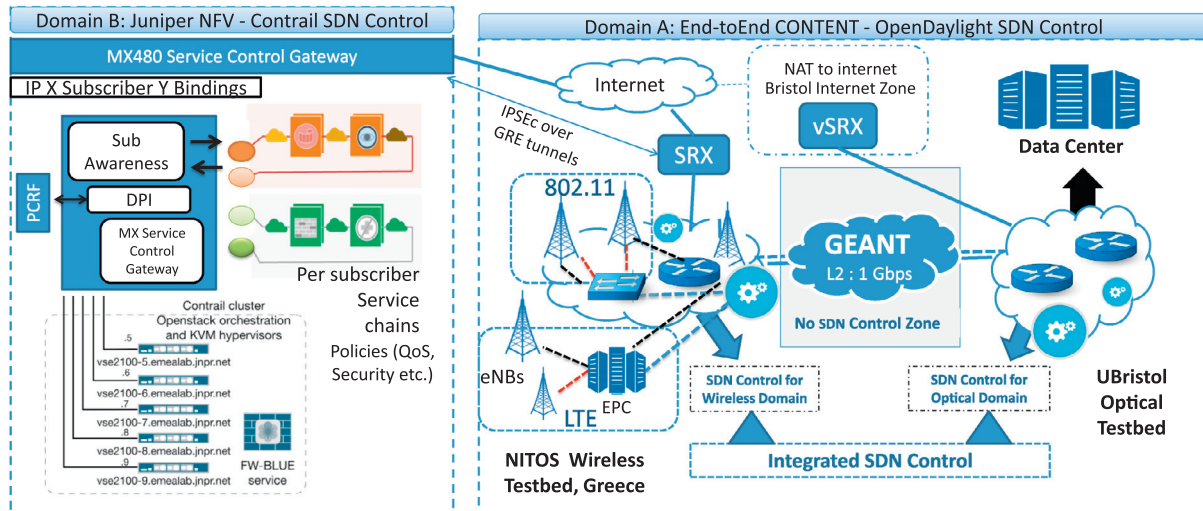 Domain B: Juniper NFV - Contrail SDN Control
MX480 Service Control Gateway
IP X Subscriber Y Bindings
Sub
Awareness
PCRF
DPI
MX Service
Control
Gateway
Per subscriber
Service
chains
Policies (QoS,
Security etc.)
Contrail cluster
Openstack orchestration
and KVM hypervisors
.5
vse2100-5.emealab.jnpr.net
.6
vse2100-6.emealab.jnpr.net
.7
vse2100-7.emealab.jnpr.net
.8
vse2100-8.emealab.jnpr.net
.9
vse2100-9.emealab.jnpr.net
FW-BLUE
service
Domain A: End-toEnd CONTENT - OpenDaylight SDN Control
Internet
NAT to internet
Bristol Internet Zone
vSRX
Data Center
IPSEc over
GRE tunnels
SRX
802.11
GEANT
L2 : 1 Gbps
No SDN Control Zone
eNBs
EPC
LTE
SDN Control for
Wireless Domain
SDN Control for
Optical Domain
UBristol
Optical
Testbed
Integrated SDN Control
NITOS Wireless
Testbed, Greece